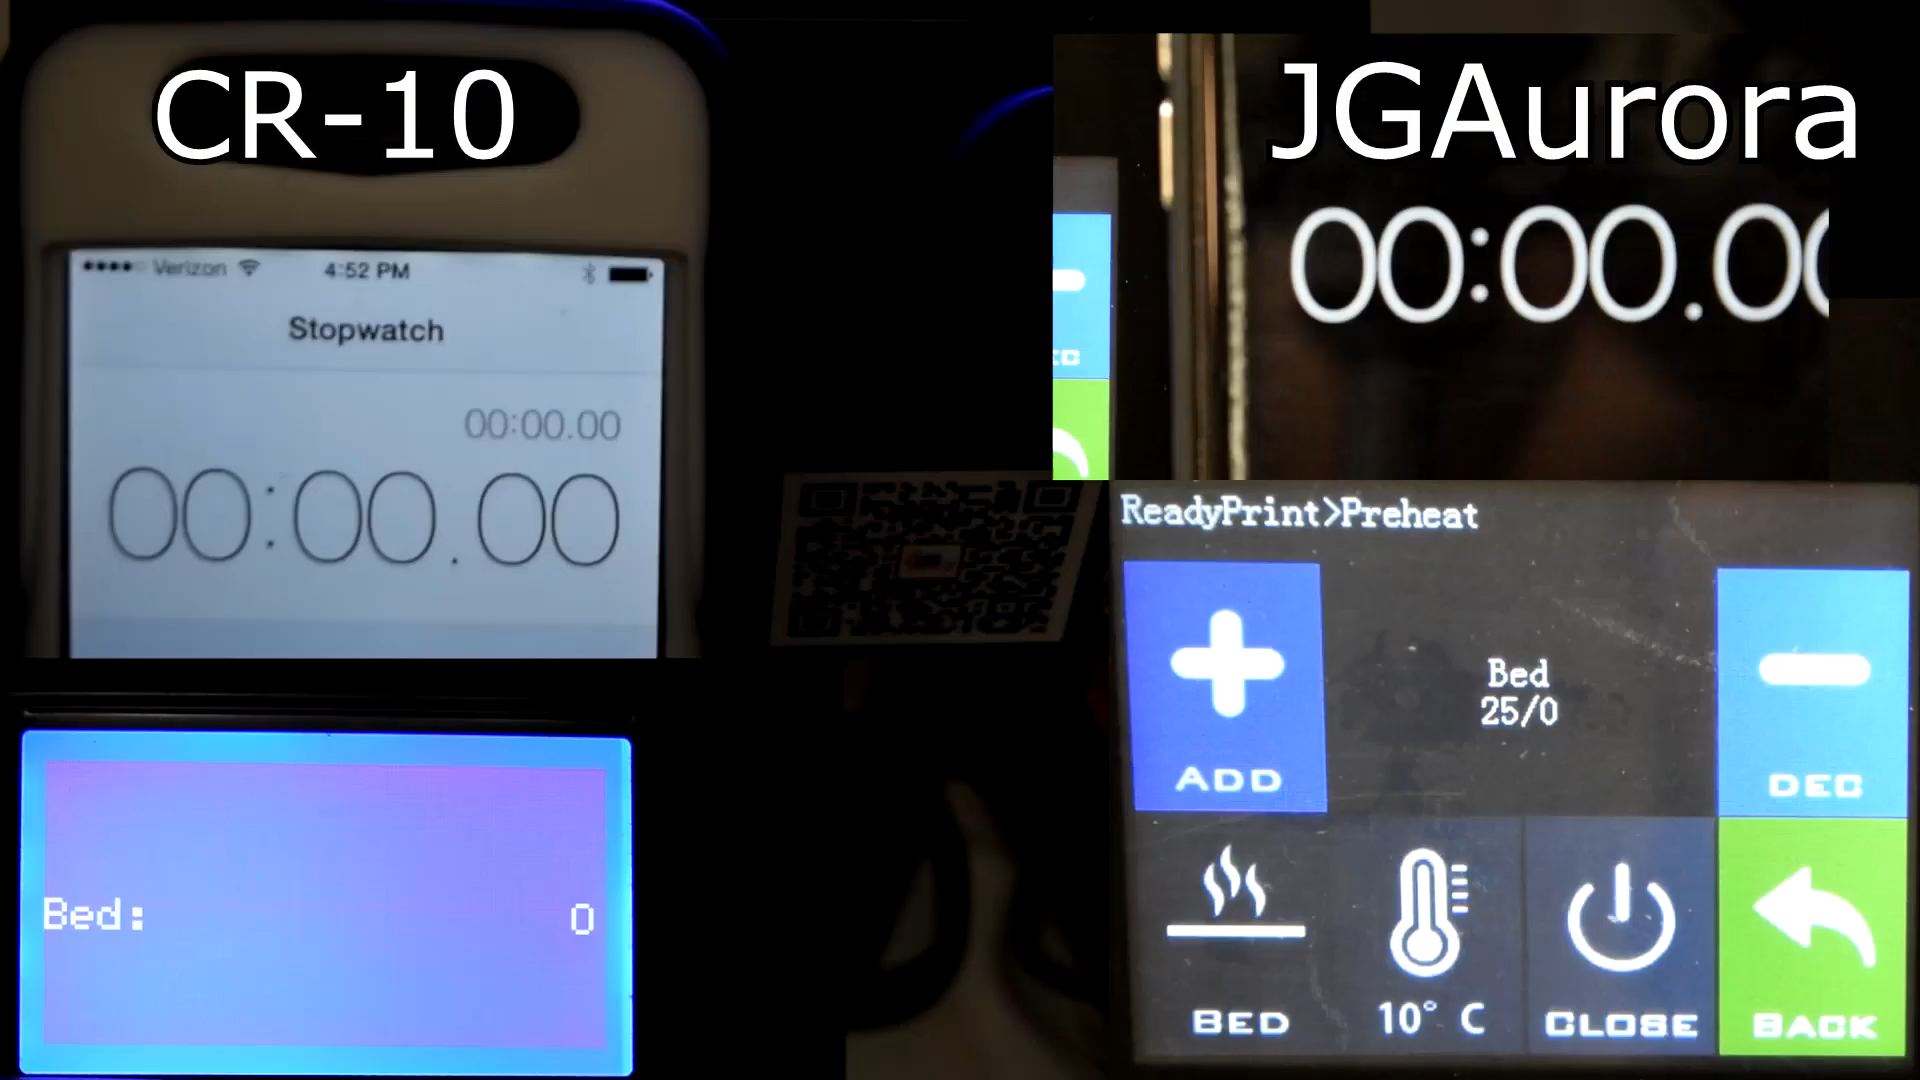 CR-10
JGAurora
Verizon 4:52 PM
Stopwatch
00:00.00
00:00.00
00:00.0
ReadyPrint>Preheat
Bed
25/0
ADD
DEC
Bed: 0
BED
10° C
CLOSE
BACK